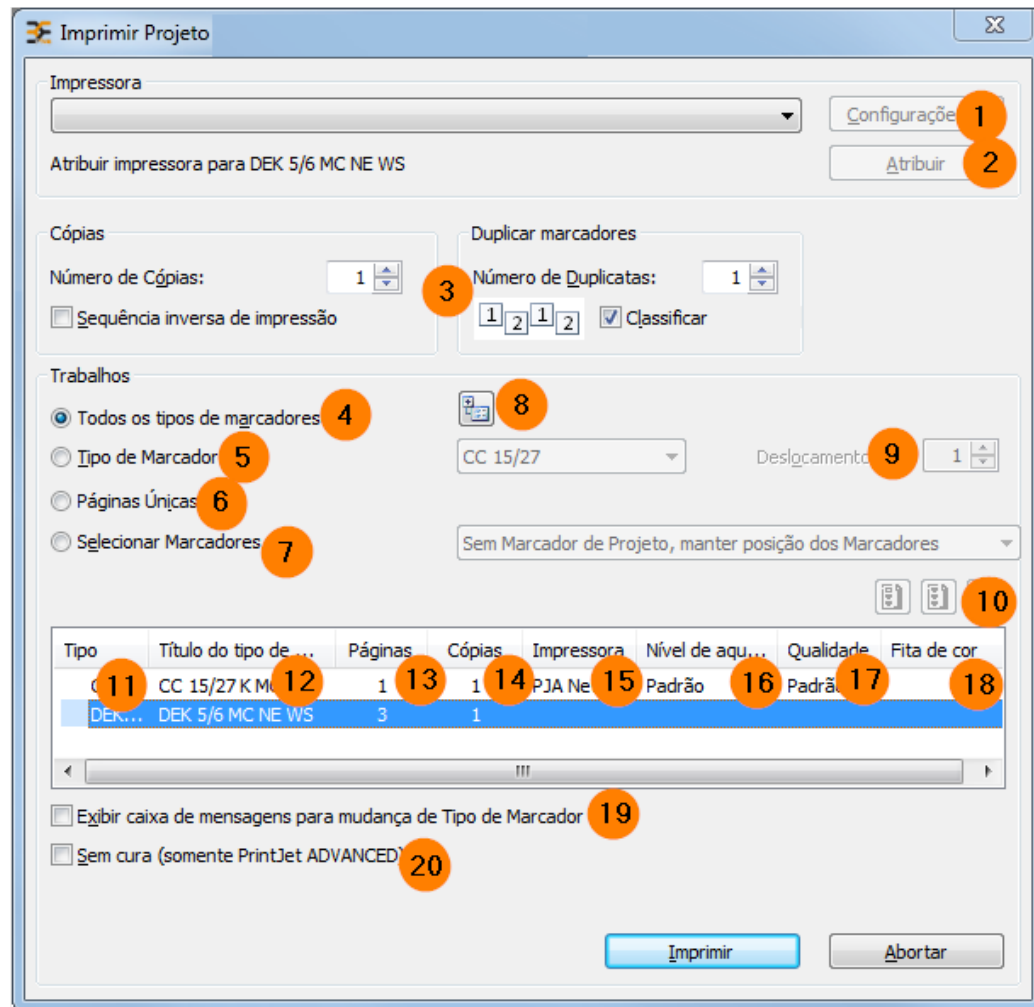 Imprimir Projeto
Impressora
Configuraçõe 1
Atribuir impressora para DEK 5/6 MC NE WS
Atribuir 2
Cópias
Duplicar marcadores
Número de Cópias: 1
3
Número de Duplicatas: 1
Sequência inversa de impressão
1 2 1 2
Classificar
Trabalhos
Todos os tipos de marcadores 4
8
Tipo de Marcador 5
CC 15/27
Deslocamento 9 1
Páginas Únicas 6
Selecionar Marcadores 7
Sem Marcador de Projeto, manter posição dos Marcadores
10
Tipo Título do tipo de ... Páginas Cópias Impressora Nível de aqu... Qualidade Fita de cor
C 11 CC 15/27 K M 12 1 13 1 14 PJA Ne 15 Padrão 16 Padrã 17 18
DEK... DEK 5/6 MC NE WS 3 1
Exibir caixa de mensagens para mudança de Tipo de Marcador 19
Sem cura (somente PrintJet ADVANCED) 20
Imprimir
Abortar